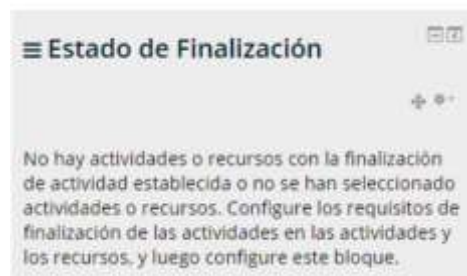 Estado de Finalización
No hay actividades o recursos con la finalización
de actividad establecida o no se han seleccionado
actividades o recursos. Configure los requisitos de
finalización de las actividades en las actividades y
los recursos, y luego configure este bloque.